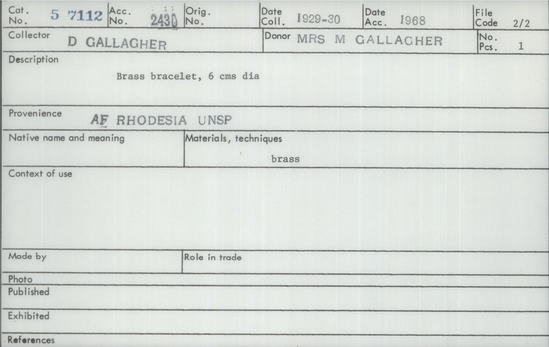 Cat. No. 5 7112 Acc. No. 2430 Orig. No. Date Coll. 1929-30 Date Acc. 1968 File Code 2/2
Collector D GALLAGHER Donor MRS M GALLAGHER No. Pcs. 1
Description
Brass bracelet, 6 cms dia
Provenience AF RHODESIA UNSP
Native name and meaning Materials, techniques
brass
Context of use
Made by Role in trade
Photo
Published
Exhibited
References